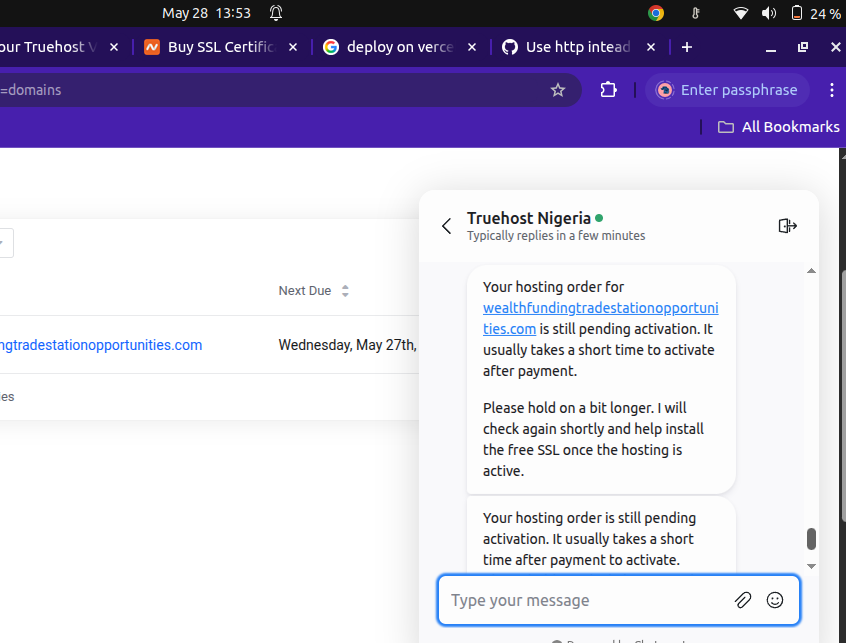 May 28 13:53
24 %
our Truehost
Buy SSL Certific
deploy on verce
Use http intead
=domains
Enter passphrase
All Bookmarks
Truehost Nigeria
Typically replies in a few minutes
Next Due
ngtradestationopportunities.com
Wednesday, May 27th,
ies
Your hosting order for
wealthfundingtradestationopportuni
ties.com is still pending activation. It
usually takes a short time to activate
after payment.
Please hold on a bit longer. I will
check again shortly and help install
the free SSL once the hosting is
active.
Your hosting order is still pending
activation. It usually takes a short
time after payment to activate.
Type your message